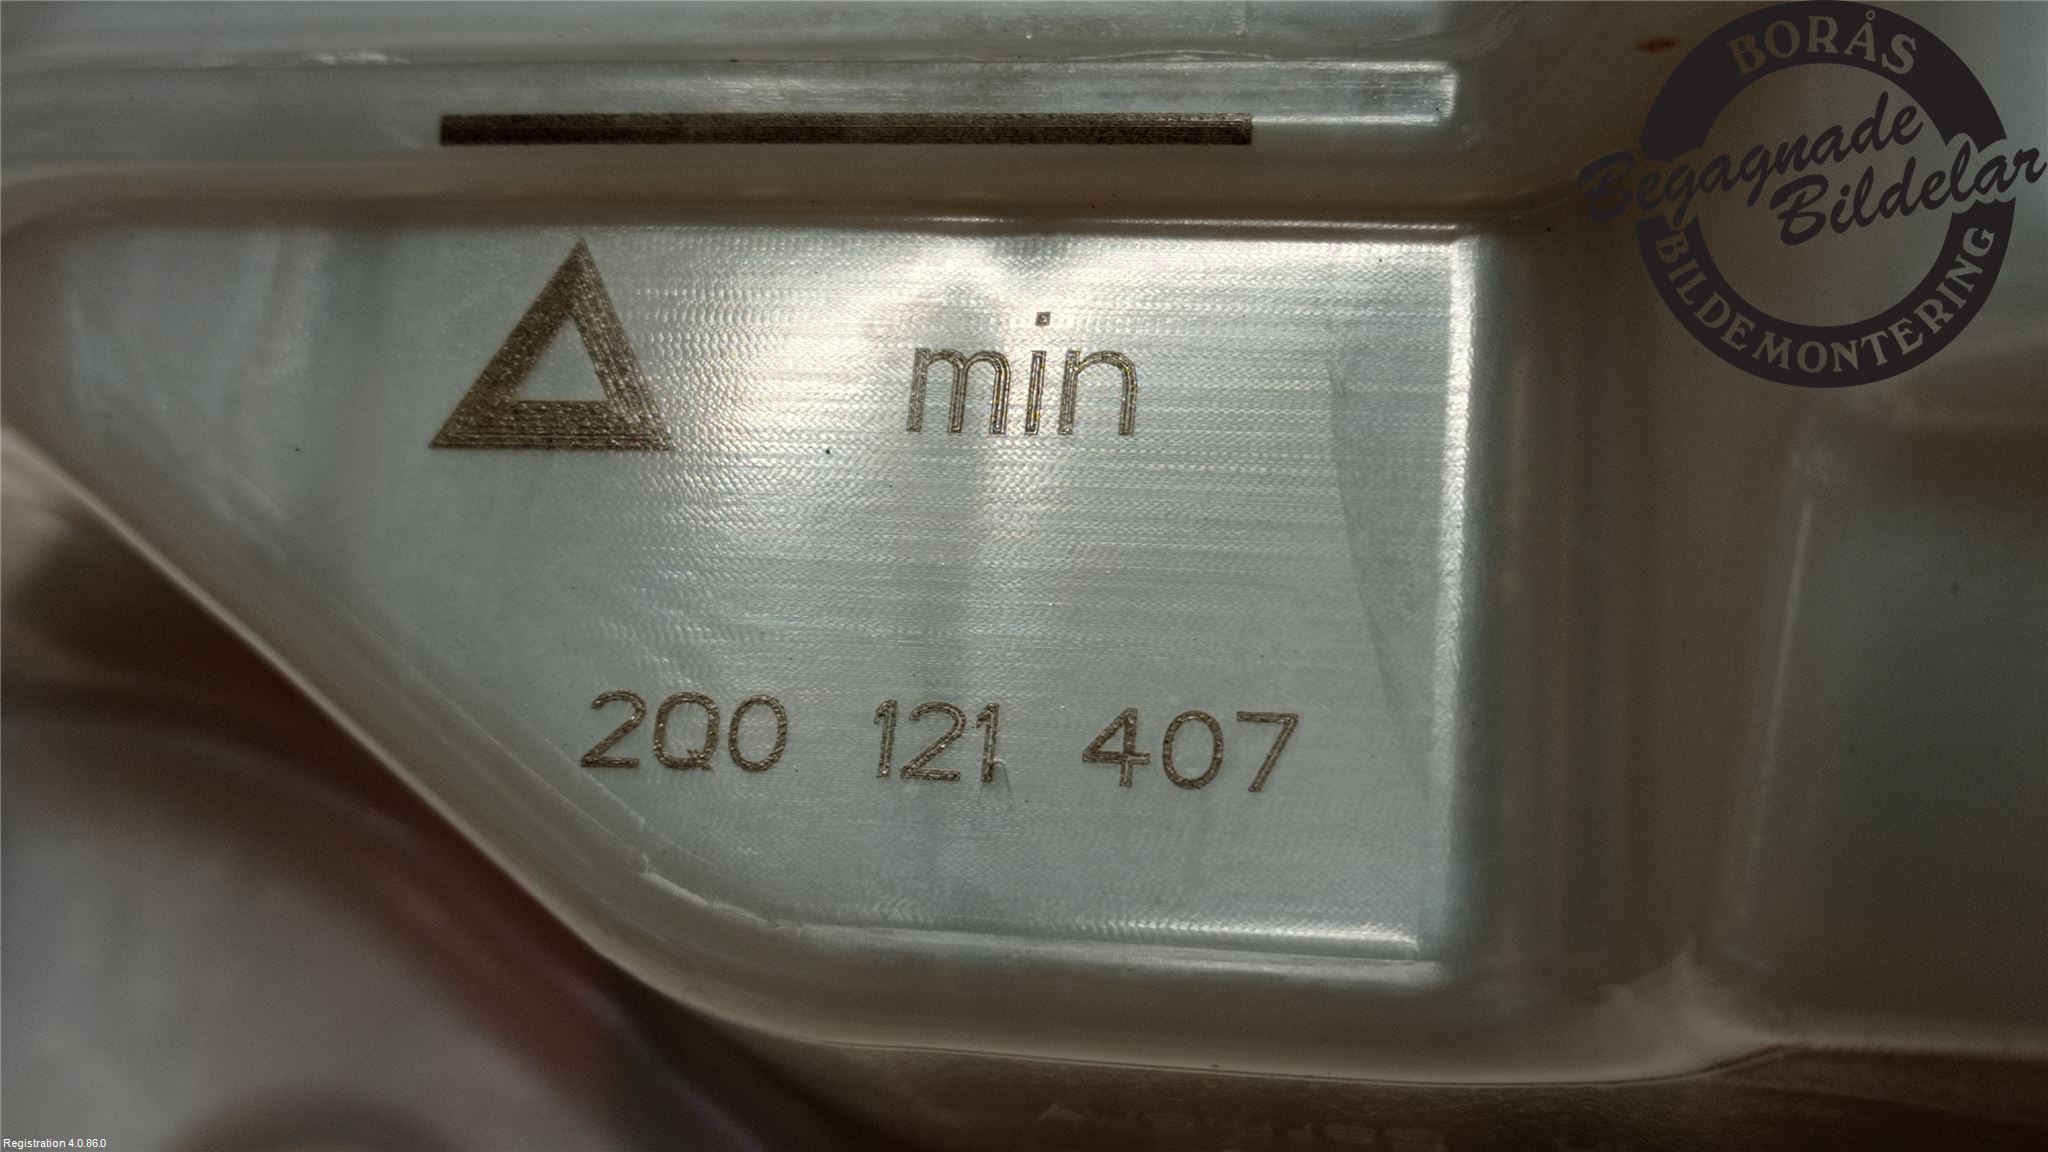 BORÅS
Begagnade
Bildelar
BILDEMONTERING
min
2Q0 121 407
Registration 4.0.86.0